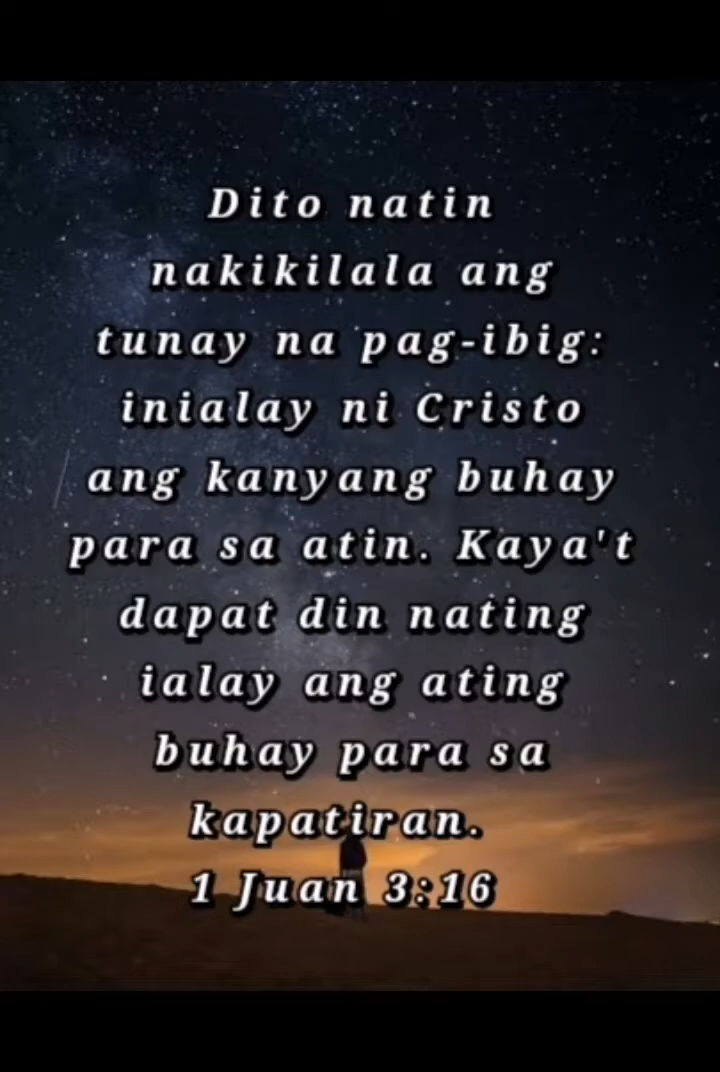 Dito natin
nakikilala ang
tunay na pag-ibig:
inialay ni Cristo
ang kanyang buhay
para sa atin. Kaya't
dapat din nating
ialay ang ating
buhay para sa
kapatiran.
1 Juan 3:16